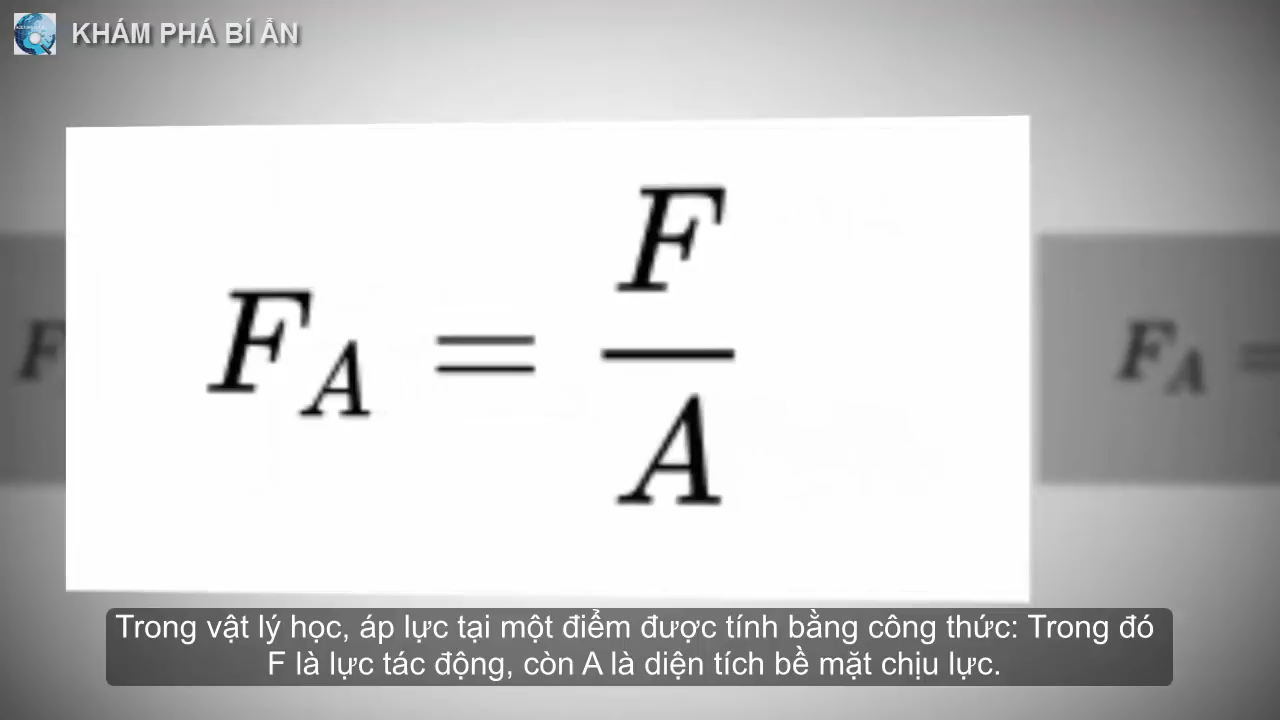 KHÁM PHÁ BÍ ẨN
F_A = F/A
F
F_A =
Trong vật lý học, áp lực tại một điểm được tính bằng công thức: Trong đó
F là lực tác động, còn A là diện tích bề mặt chịu lực.